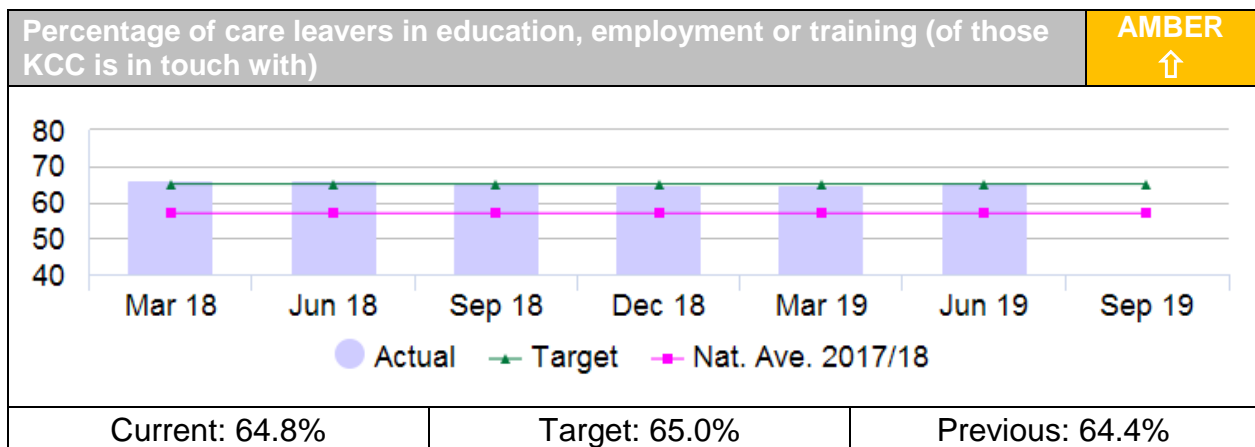 Percentage of care leavers in education, employment or training (of those
KCC is in touch with)
AMBER
⇧
80
70
60
50
40
Mar 18 Jun 18 Sep 18 Dec 18 Mar 19 Jun 19 Sep 19
Actual Target Nat. Ave. 2017/18
Current: 64.8% Target: 65.0% Previous: 64.4%